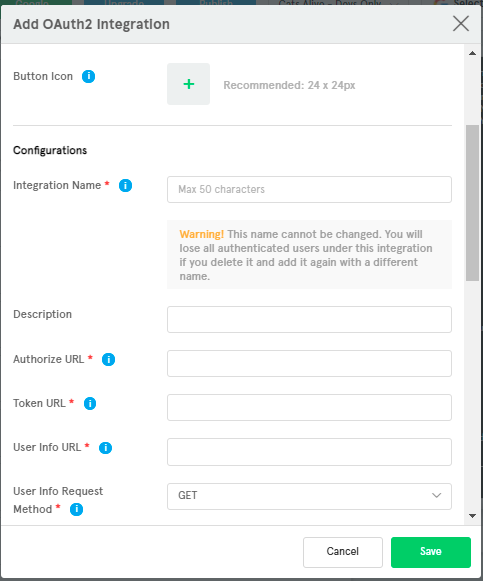 Add OAuth2 Integration
Button Icon
Recommended: 24 x 24px
Configurations
Integration Name *
Max 50 characters
Warning! This name cannot be changed. You will
lose all authenticated users under this integration
if you delete it and add it again with a different
name.
Description
Authorize URL *
Token URL *
User Info URL *
User Info Request
Method *
GET
Cancel
Save